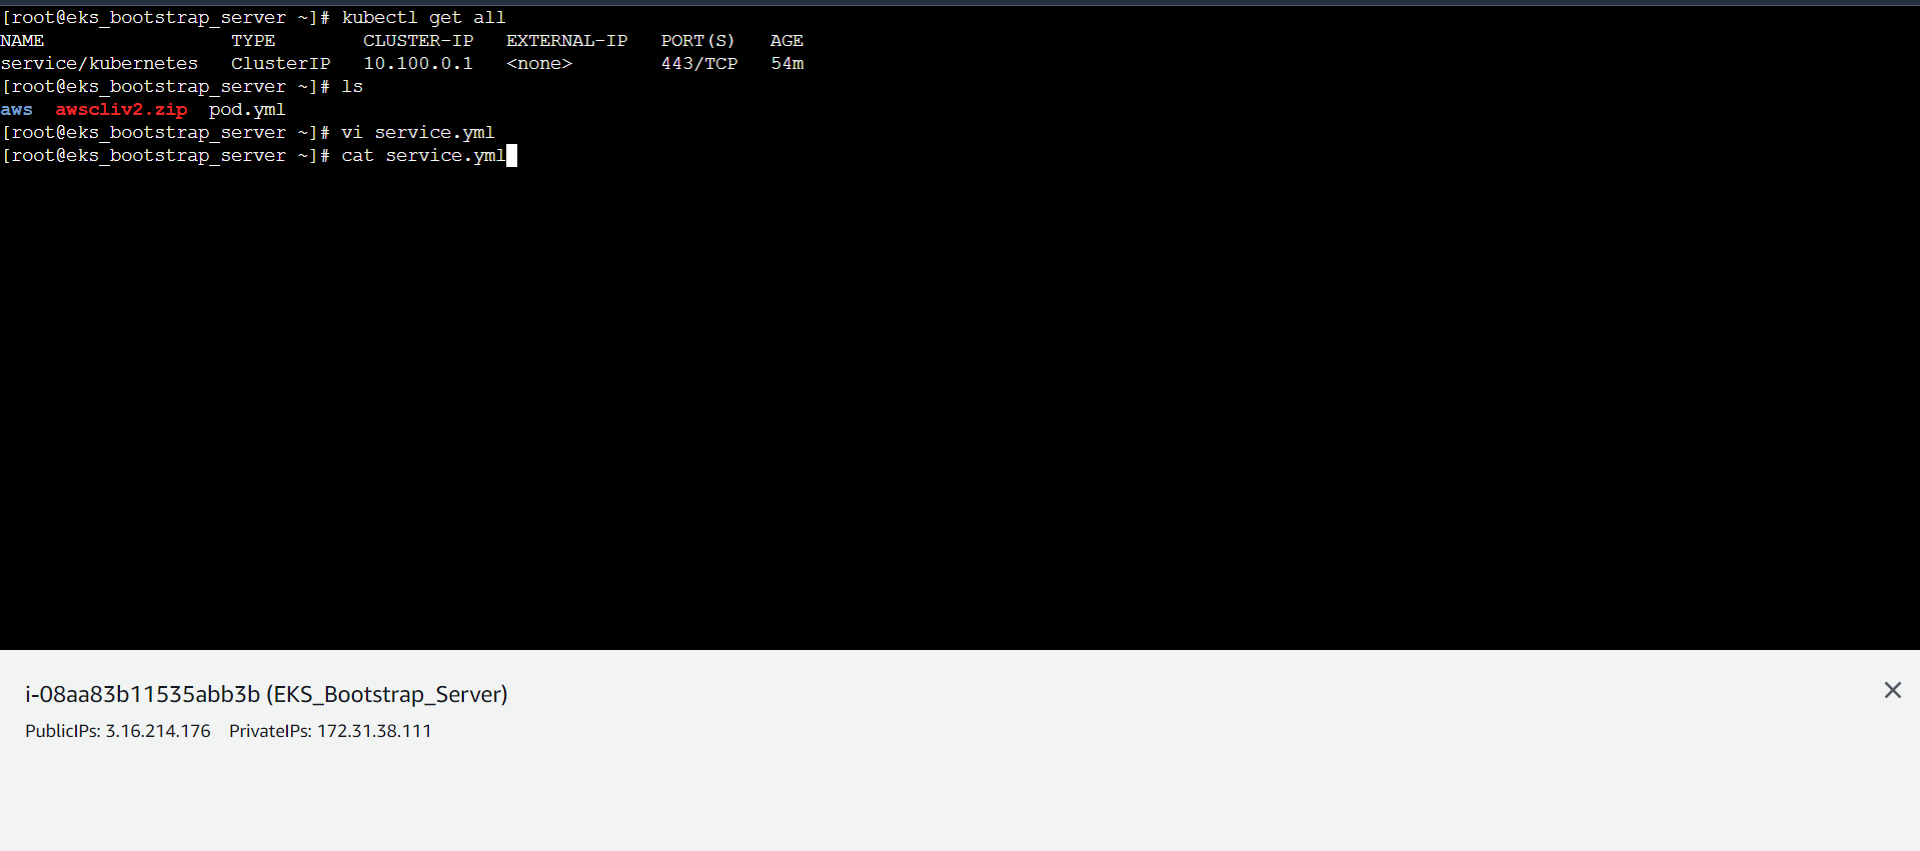 [root@eks_bootstrap_server ~]# kubectl get all
NAME                 TYPE        CLUSTER-IP   EXTERNAL-IP   PORT(S)   AGE
service/kubernetes   ClusterIP   10.100.0.1   <none>        443/TCP   54m
[root@eks_bootstrap_server ~]# ls
aws  awscliv2.zip  pod.yml
[root@eks_bootstrap_server ~]# vi service.yml
[root@eks_bootstrap_server ~]# cat service.yml
i-08aa83b11535abb3b (EKS_Bootstrap_Server)
PublicIPs: 3.16.214.176 PrivateIPs: 172.31.38.111